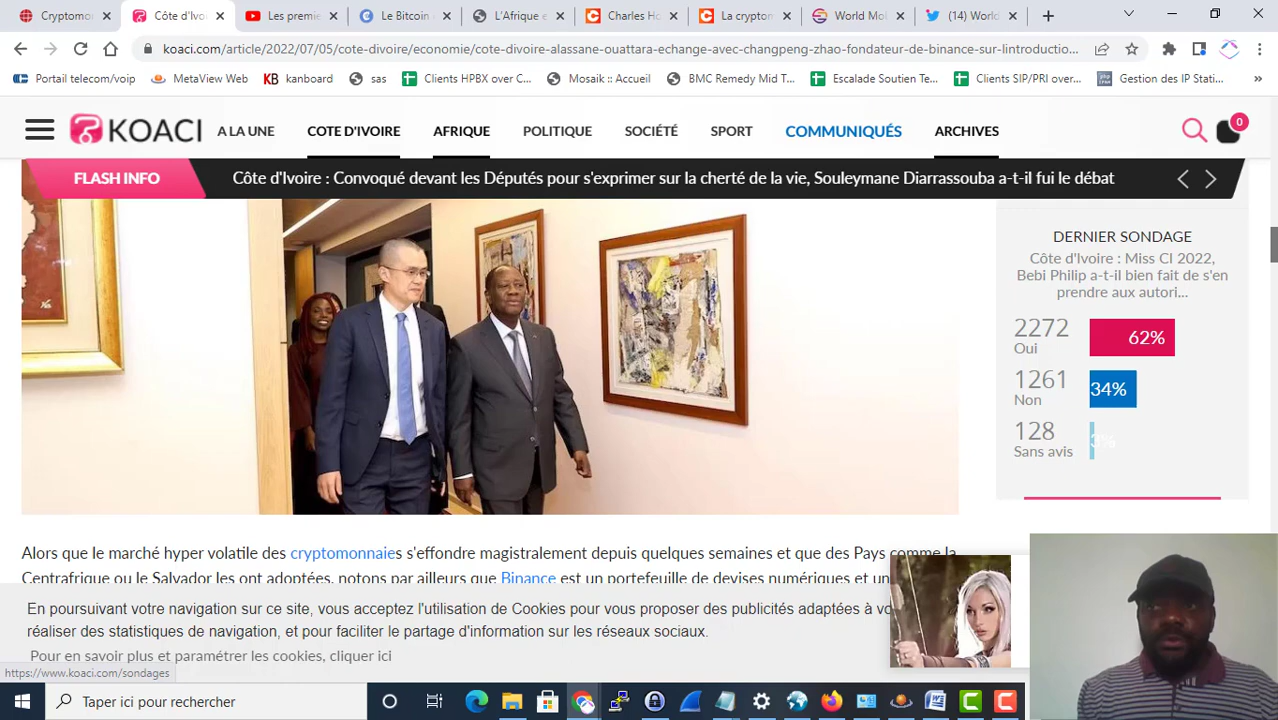 Cryptomo
Côte d'Ivo
Les premie
Le Bitcoin
L'Afrique e
Charles Ho
La cryptom
World Mo
(14) World
koaci.com/article/2022/07/05/cote-divoire/economie/cote-divoire-alassane-ouattara-echange-avec-changpeng-zhao-fondateur-de-binance-sur-lintroductio...
Portail telecom/voip
MetaView Web
KB kanboard
sas
Clients HPBX over C...
Mosaik :: Accueil
BMC Remedy Mid T...
Escalade Soutien Te...
Clients SIP/PRI over...
Gestion des IP Stati...
KOACI
A LA UNE
COTE D'IVOIRE
AFRIQUE
POLITIQUE
SOCIÉTÉ
SPORT
COMMUNIQUÉS
ARCHIVES
0
FLASH INFO
Côte d'Ivoire : Convoqué devant les Députés pour s'exprimer sur la cherté de la vie, Souleymane Diarrassouba a-t-il fui le débat
DERNIER SONDAGE
Côte d'Ivoire : Miss CI 2022,
Bebi Philip a-t-il bien fait de s'en
prendre aux autori...
2272
Oui
62%
1261
Non
34%
128
Sans avis
3%
Alors que le marché hyper volatile des cryptomonnaies s'effondre magistralement depuis quelques semaines et que des Pays comme la
Centrafrique ou le Salvador les ont adoptées, notons par ailleurs que Binance est un portefeuille de devises numériques et un
En poursuivant votre navigation sur ce site, vous acceptez l'utilisation de Cookies pour vous proposer des publicités adaptées à vo
réaliser des statistiques de navigation, et pour faciliter le partage d'information sur les réseaux sociaux.
Pour en savoir plus et paramétrer les cookies, cliquer ici
https://www.koaci.com/sondages
Taper ici pour rechercher